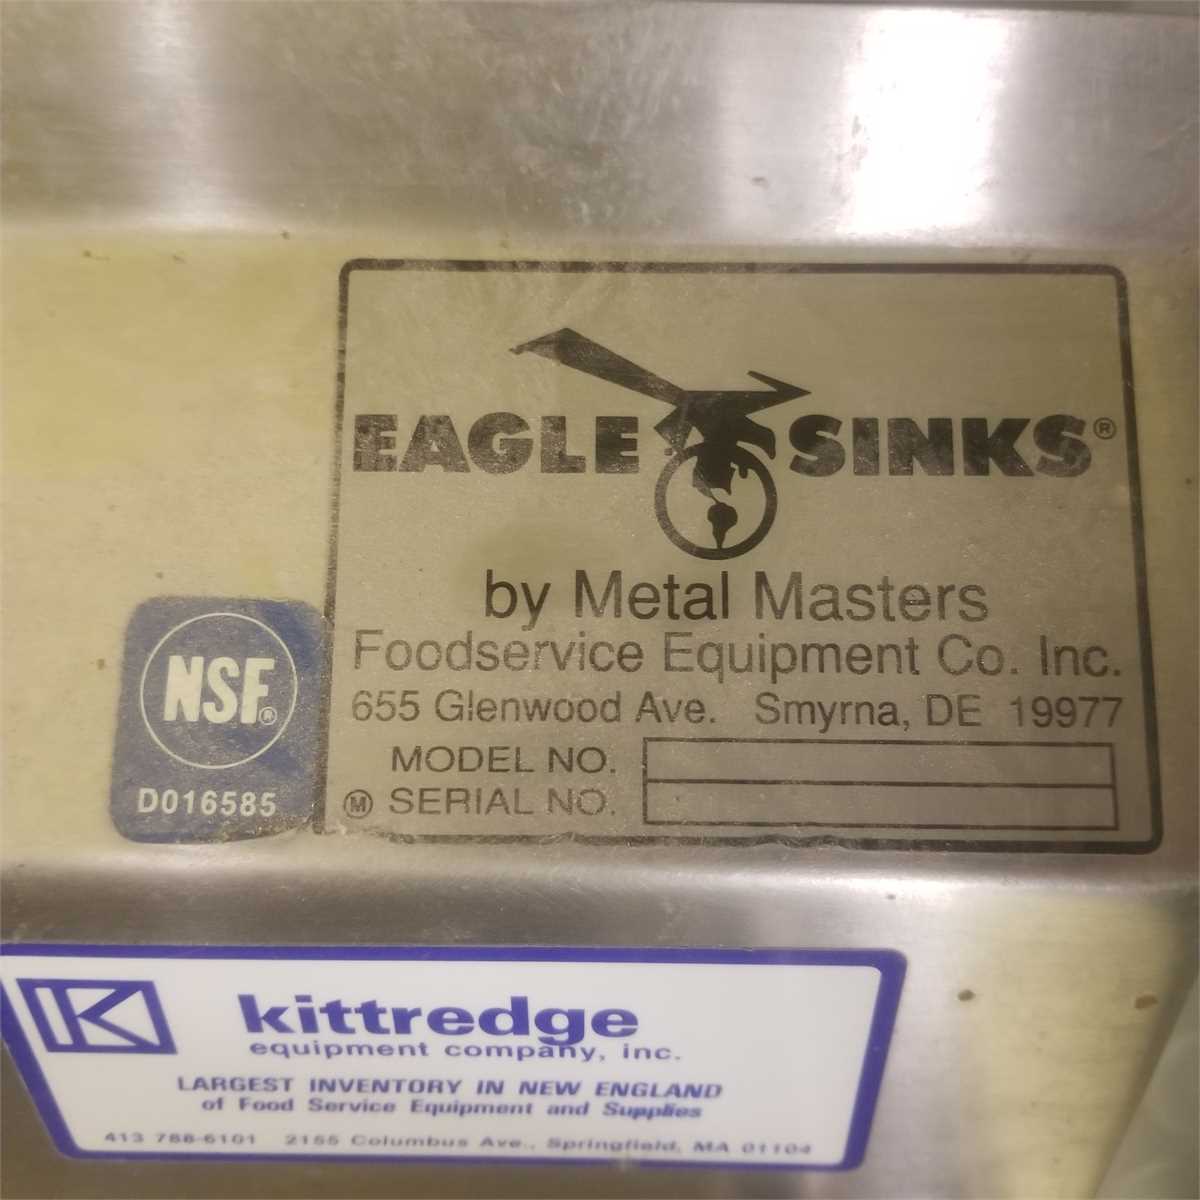 EAGLE SINKS®
by Metal Masters
Foodservice Equipment Co. Inc.
655 Glenwood Ave. Smyrna, DE 19977
MODEL NO.
Ⓜ SERIAL NO.
NSF®
D016585
K
kittredge
equipment company, inc.
LARGEST INVENTORY IN NEW ENGLAND
of Food Service Equipment and Supplies
413 788-6101 2155 Columbus Ave., Springfield, MA 01104